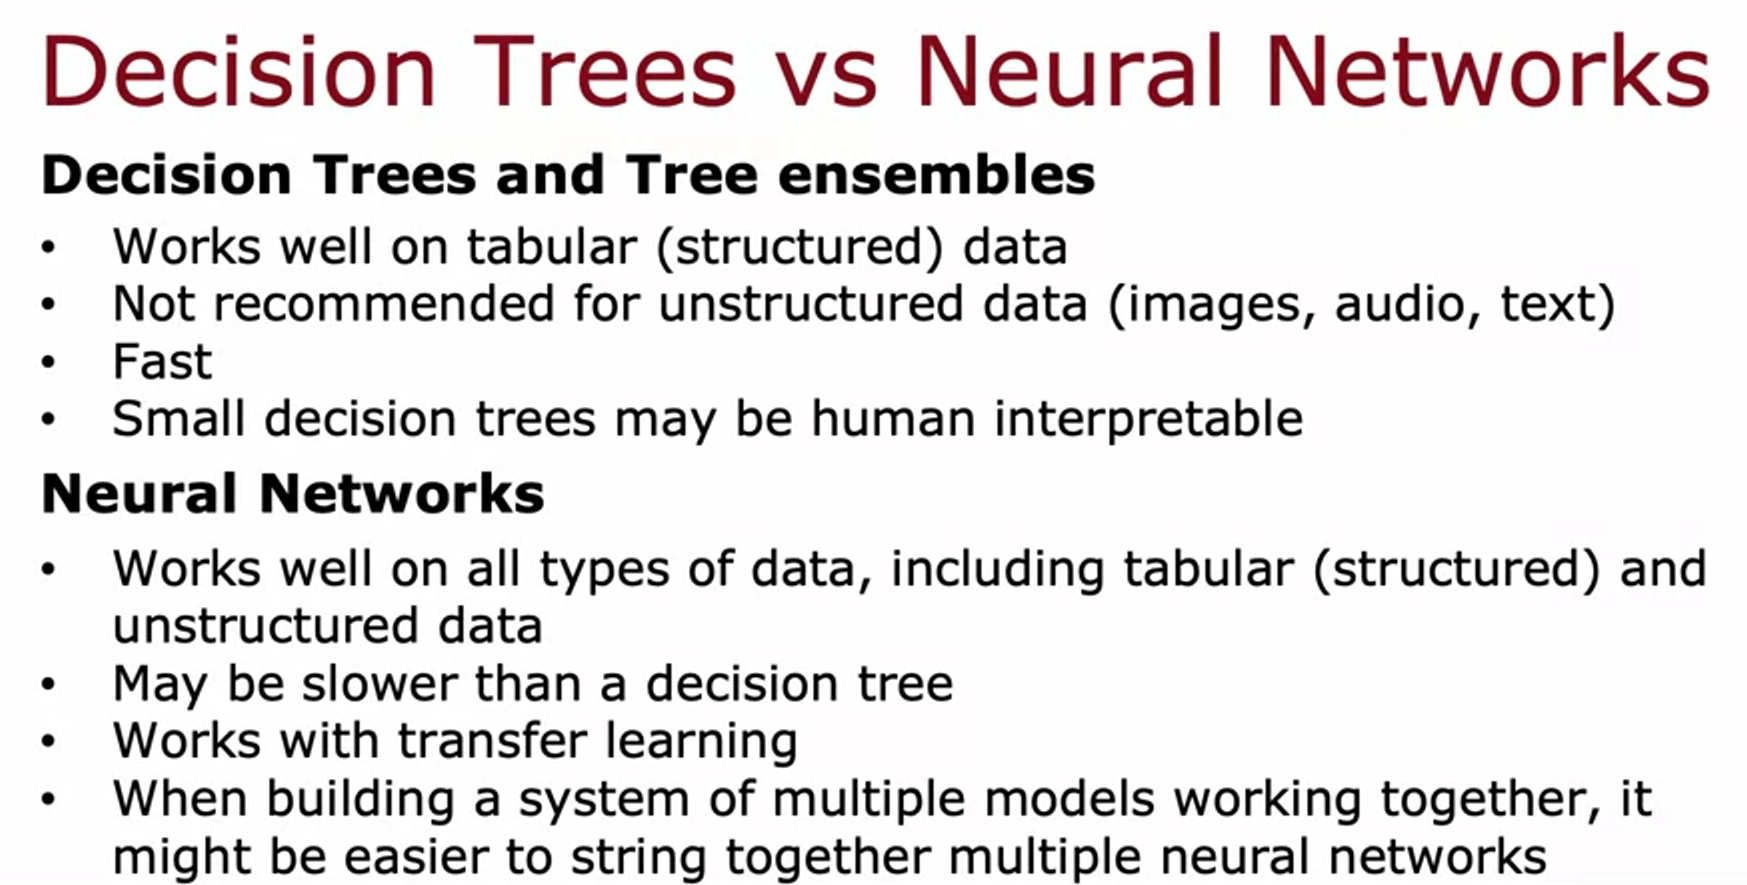 Decision Trees vs Neural Networks
Decision Trees and Tree ensembles
• Works well on tabular (structured) data
• Not recommended for unstructured data (images, audio, text)
• Fast
• Small decision trees may be human interpretable
Neural Networks
• Works well on all types of data, including tabular (structured) and
unstructured data
• May be slower than a decision tree
• Works with transfer learning
• When building a system of multiple models working together, it
might be easier to string together multiple neural networks